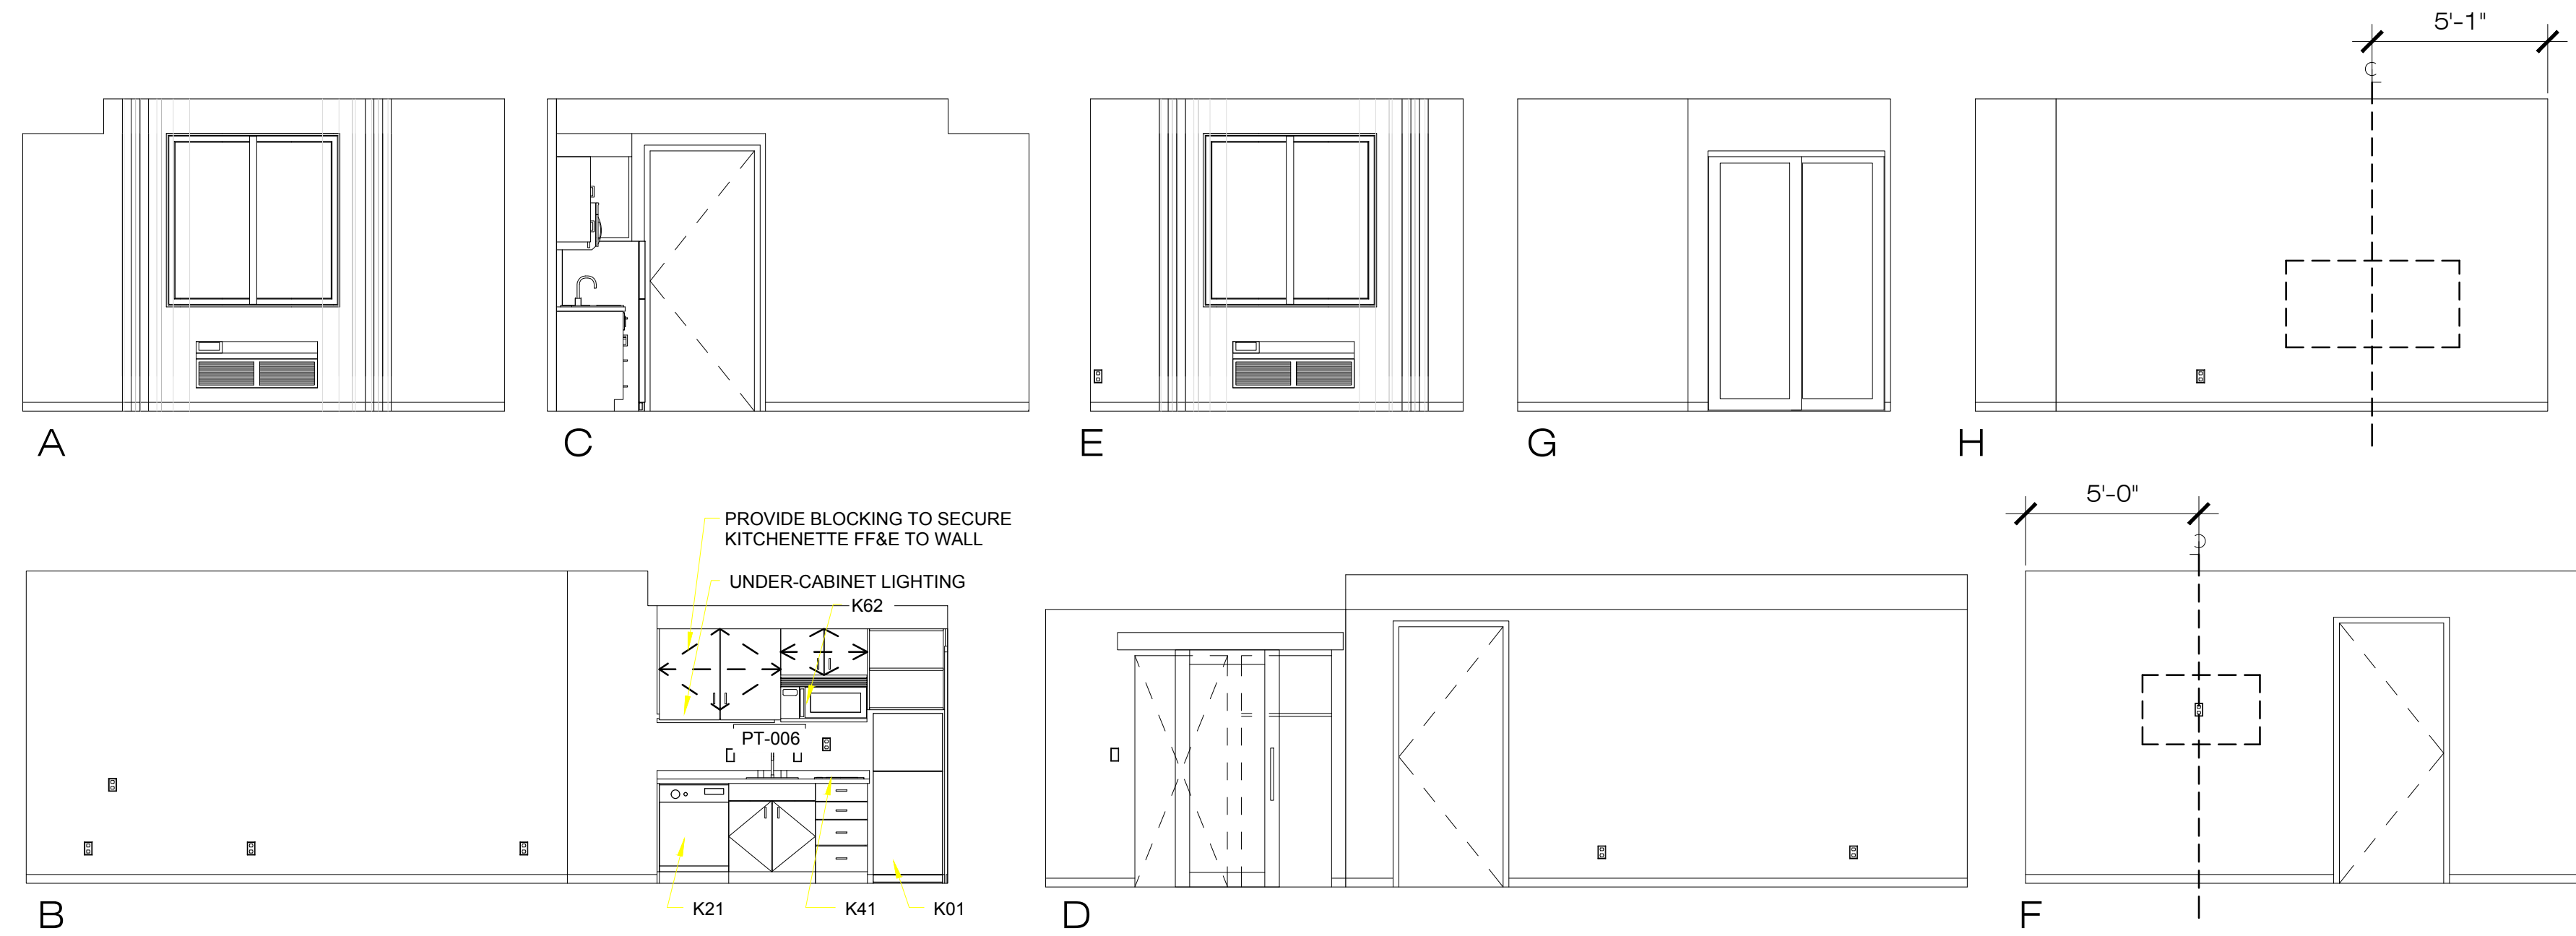 5'-1"
℄
A
C
E
G
H
5'-0"
℄
PROVIDE BLOCKING TO SECURE
KITCHENETTE FF&E TO WALL
UNDER-CABINET LIGHTING
K62
PT-006
K21
K41
K01
B
D
F